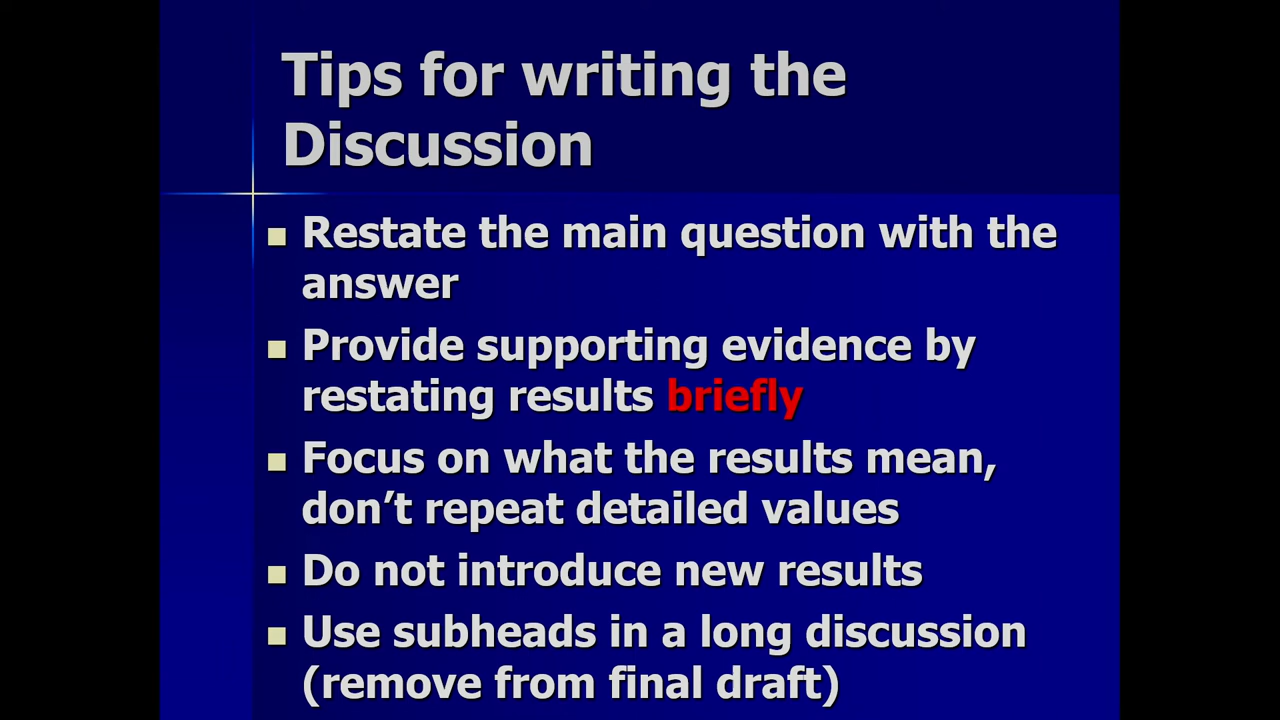 Tips for writing the
Discussion
Restate the main question with the
answer
Provide supporting evidence by
restating results briefly
Focus on what the results mean,
don’t repeat detailed values
Do not introduce new results
Use subheads in a long discussion
(remove from final draft)